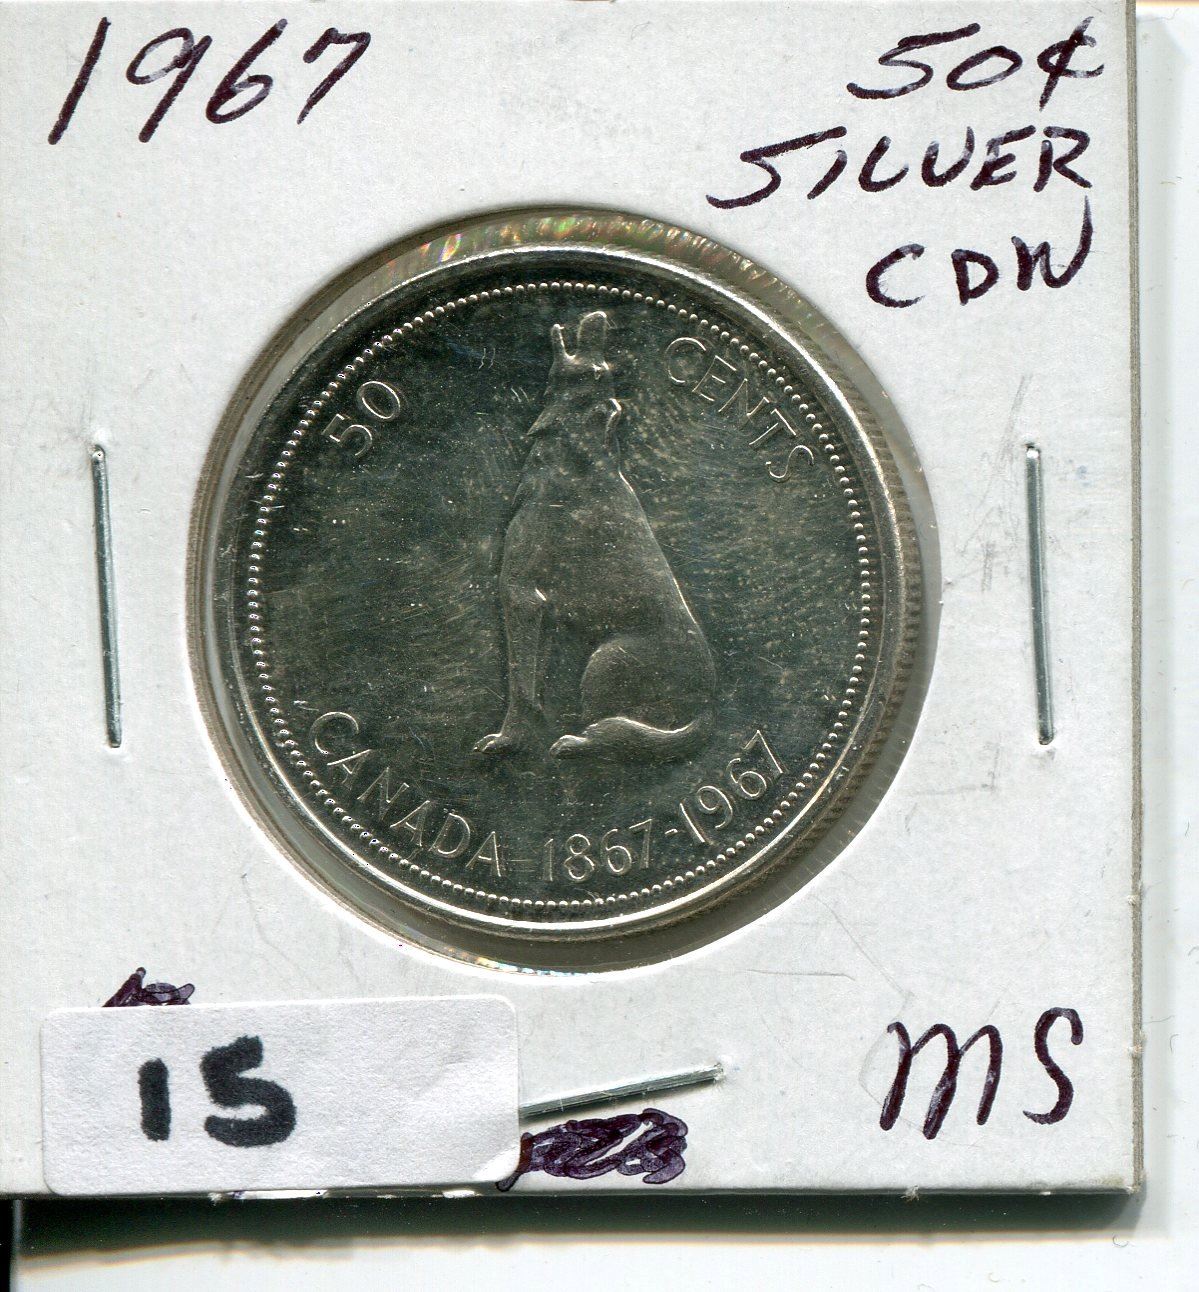 1967
50¢
SILVER
CDN
50 CENTS
CANADA 1867-1967
15
MS